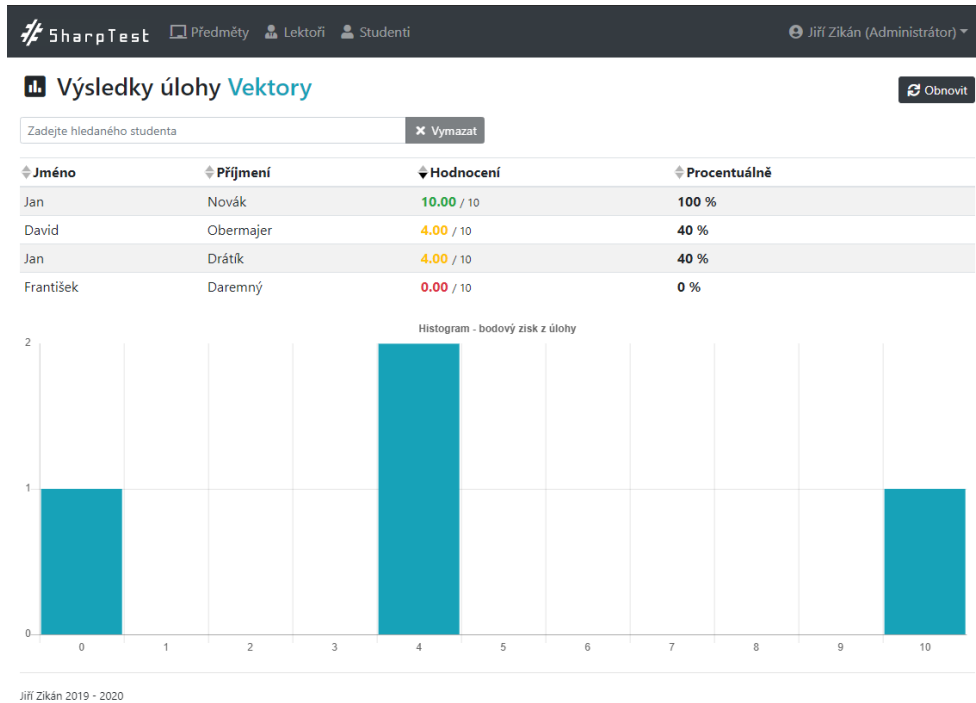 SharpTest Předměty Lektoři Studenti Jiří Zikán (Administrátor)
Výsledky úlohy Vektory Obnovit
Zadejte hledaného studenta Vymazat
Jméno Příjmení Hodnocení Procentuálně
Jan Novák 10.00 / 10 100 %
David Obermajer 4.00 / 10 40 %
Jan Drátík 4.00 / 10 40 %
František Daremný 0.00 / 10 0 %
Histogram - bodový zisk z úlohy
2
1
0
0 1 2 3 4 5 6 7 8 9 10
Jiří Zikán 2019 - 2020